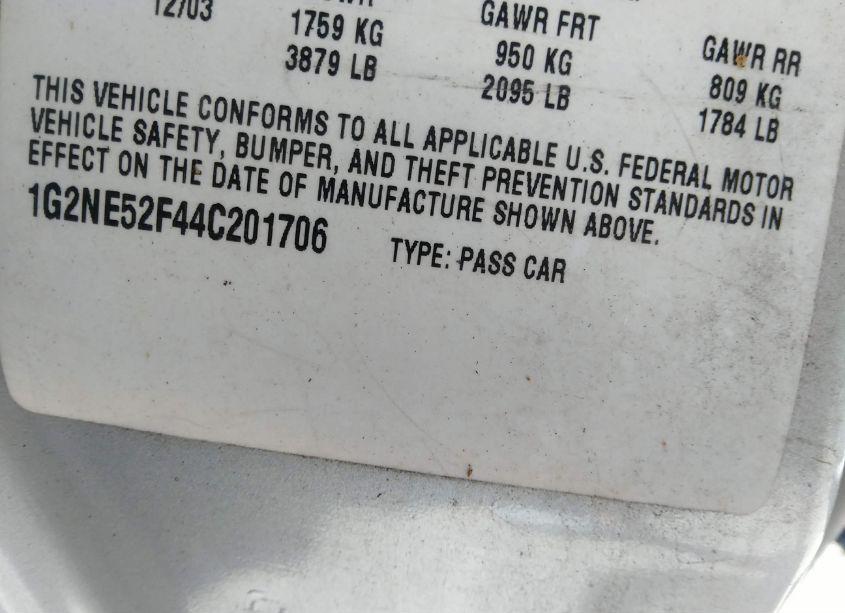 12/03
1759 KG
3879 LB
GAWR FRT
950 KG
2095 LB
GAWR RR
809 KG
1784 LB
THIS VEHICLE CONFORMS TO ALL APPLICABLE U.S. FEDERAL MOTOR
VEHICLE SAFETY, BUMPER, AND THEFT PREVENTION STANDARDS IN
EFFECT ON THE DATE OF MANUFACTURE SHOWN ABOVE.
1G2NE52F44C201706
TYPE: PASS CAR